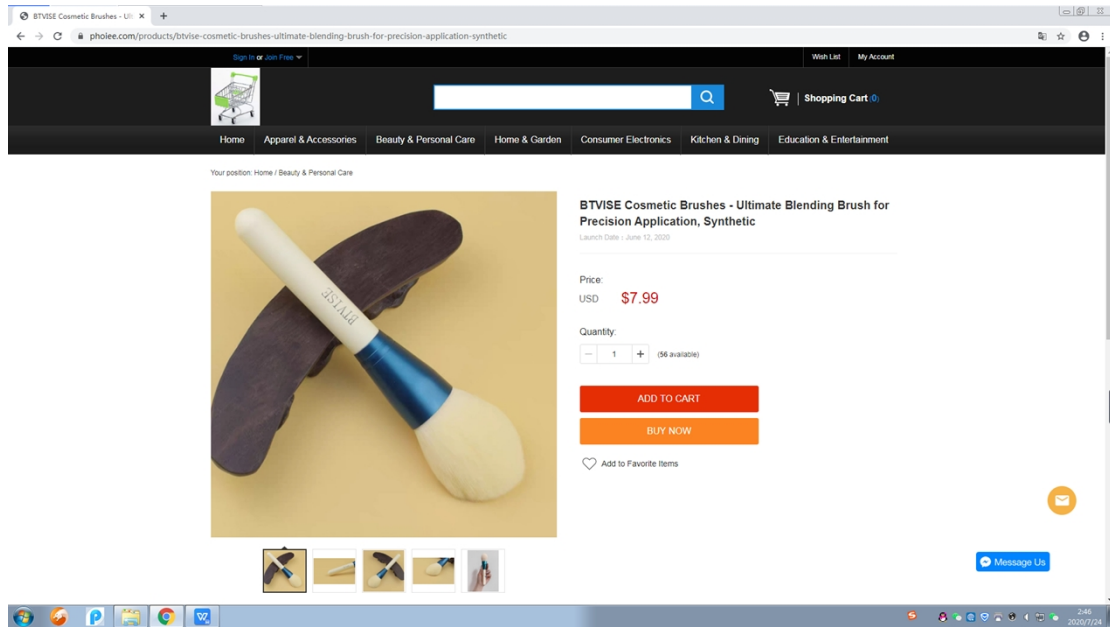 BTVISE Cosmetic Brushes - Ult
phoiee.com/products/btvise-cosmetic-brushes-ultimate-blending-brush-for-precision-application-synthetic
Sign In or Join Free
Wish List
My Account
Shopping Cart (0)
Home
Apparel & Accessories
Beauty & Personal Care
Home & Garden
Consumer Electronics
Kitchen & Dining
Education & Entertainment
Your position: Home / Beauty & Personal Care
BTVISE
BTVISE Cosmetic Brushes - Ultimate Blending Brush for
Precision Application, Synthetic
Launch Date : June 12, 2020
Price:
USD $7.99
Quantity:
1
(56 available)
ADD TO CART
BUY NOW
Add to Favorite Items
Message Us
2:46
2020/7/24